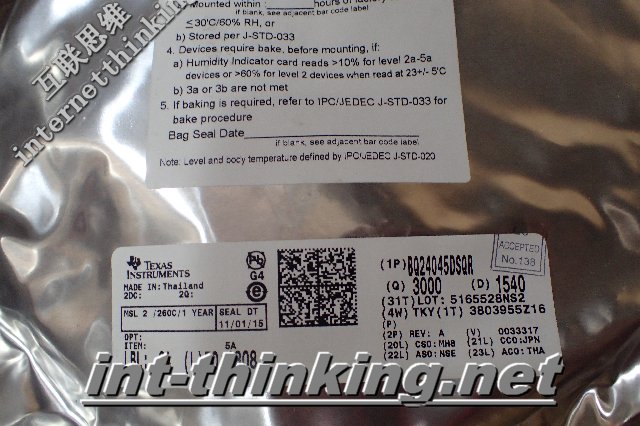 Mounted within : hours of factory
if blank, see adjacent bar code label
≤30°C/60% RH, or
b) Stored per J-STD-033
4. Devices require bake, before mounting, if:
a) Humidity Indicator card reads >10% for level 2a-5a
devices or >60% for level 2 devices when read at 23+/- 5°C
b) 3a or 3b are not met
5. If baking is required, refer to IPC/JEDEC J-STD-033 for
bake procedure
Bag Seal Date
if blank, see adjacent bar code label
Note: Level and body temperature defined by IPC/JEDEC J-STD-020
互联思维
internetthinking
TEXAS
INSTRUMENTS
Pb
G4
e
MADE IN:Thailand
2DC: 2Q:
MSL 2 /260C/1 YEAR
SEAL DT
11/01/15
OPT:
ITEM: 5A
LBL:
(1P) BQ24045DSQR
(Q) 3000 (D) 1540
(31T)LOT: 5165528NS2
(4W) TKY(1T) 3803955Z16
(P)
(2P) REV: A (V) 0033317
(20L) CSO:MH8 (21L) CCO:JPN
(22L) ASO:NSE (23L) ACO:THA
ACCEPTED
No.138
int-thinking.net